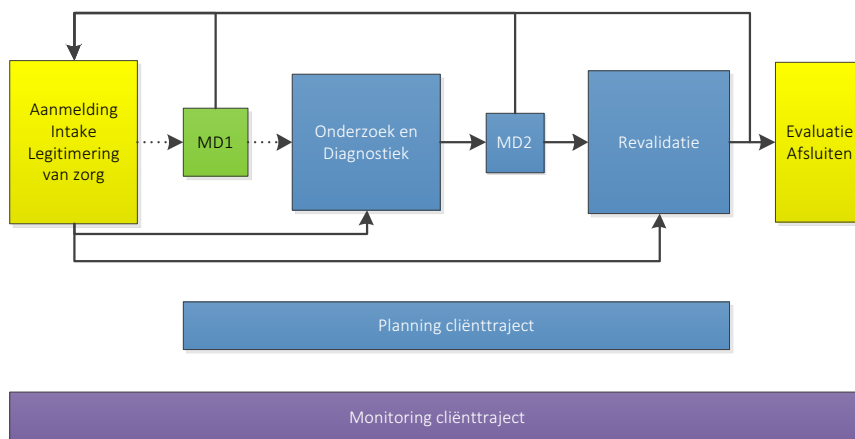 Aanmelding
Intake
Legitimering
van zorg
MD1
Onderzoek en
Diagnostiek
MD2
Revalidatie
Evaluatie
Afsluiten
Planning cliënttraject
Monitoring cliënttraject